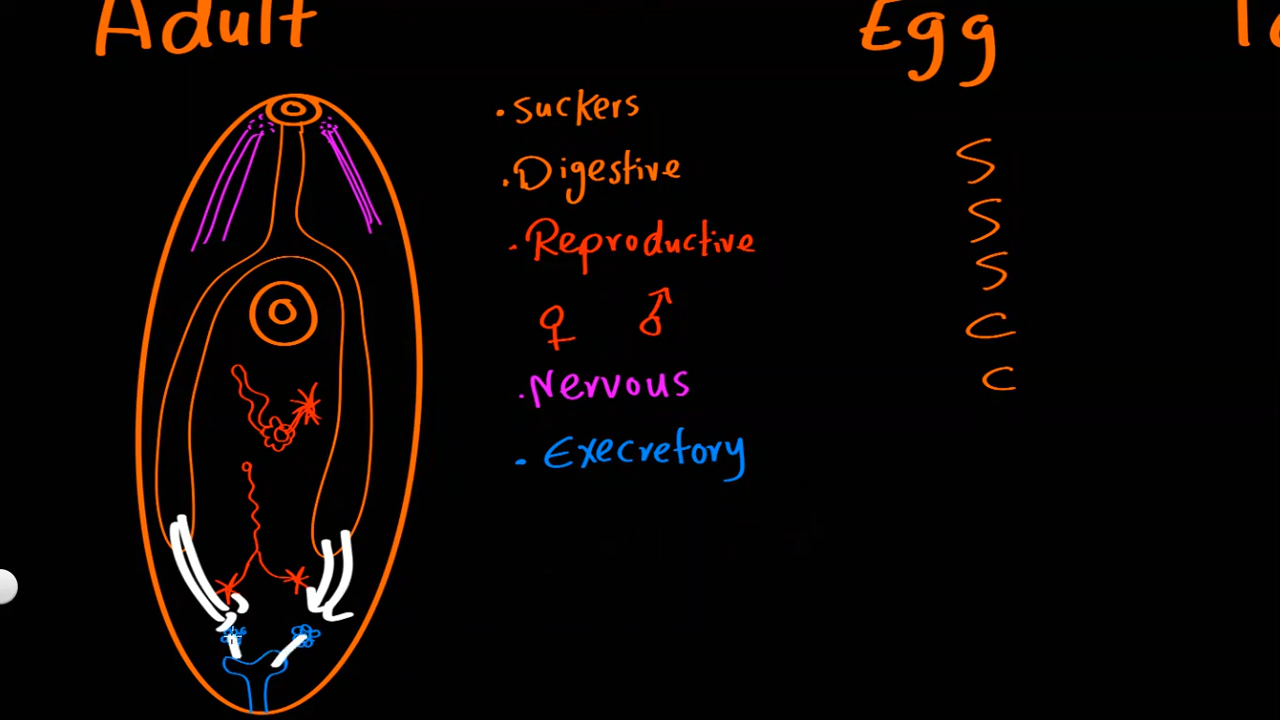 Adult
• Suckers
• Digestive
• Reproductive
♀ ♂
• Nervous
• Execretory
Egg
S
S
S
C
C